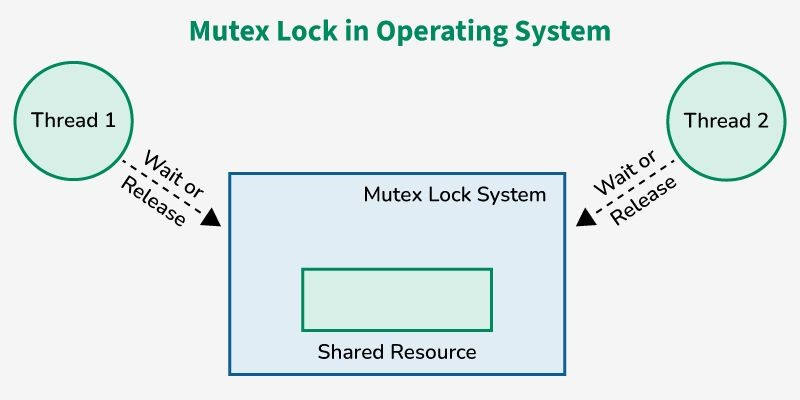 Mutex Lock in Operating System
Thread 1
Thread 2
Wait or
Release
Wait or
Release
Mutex Lock System
Shared Resource